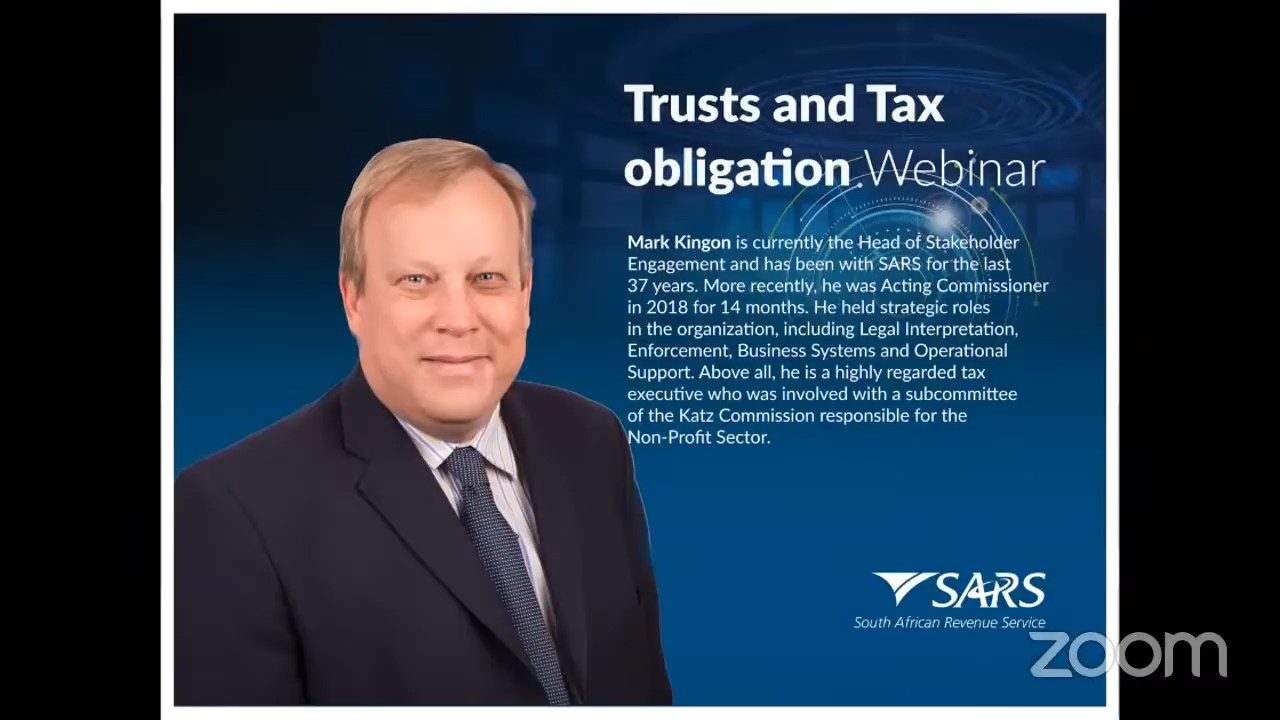 Trusts and Tax
obligation Webinar
Mark Kingon is currently the Head of Stakeholder
Engagement and has been with SARS for the last
37 years. More recently, he was Acting Commissioner
in 2018 for 14 months. He held strategic roles
in the organization, including Legal Interpretation,
Enforcement, Business Systems and Operational
Support. Above all, he is a highly regarded tax
executive who was involved with a subcommittee
of the Katz Commission responsible for the
Non-Profit Sector.
SARS
South African Revenue Service
zoom